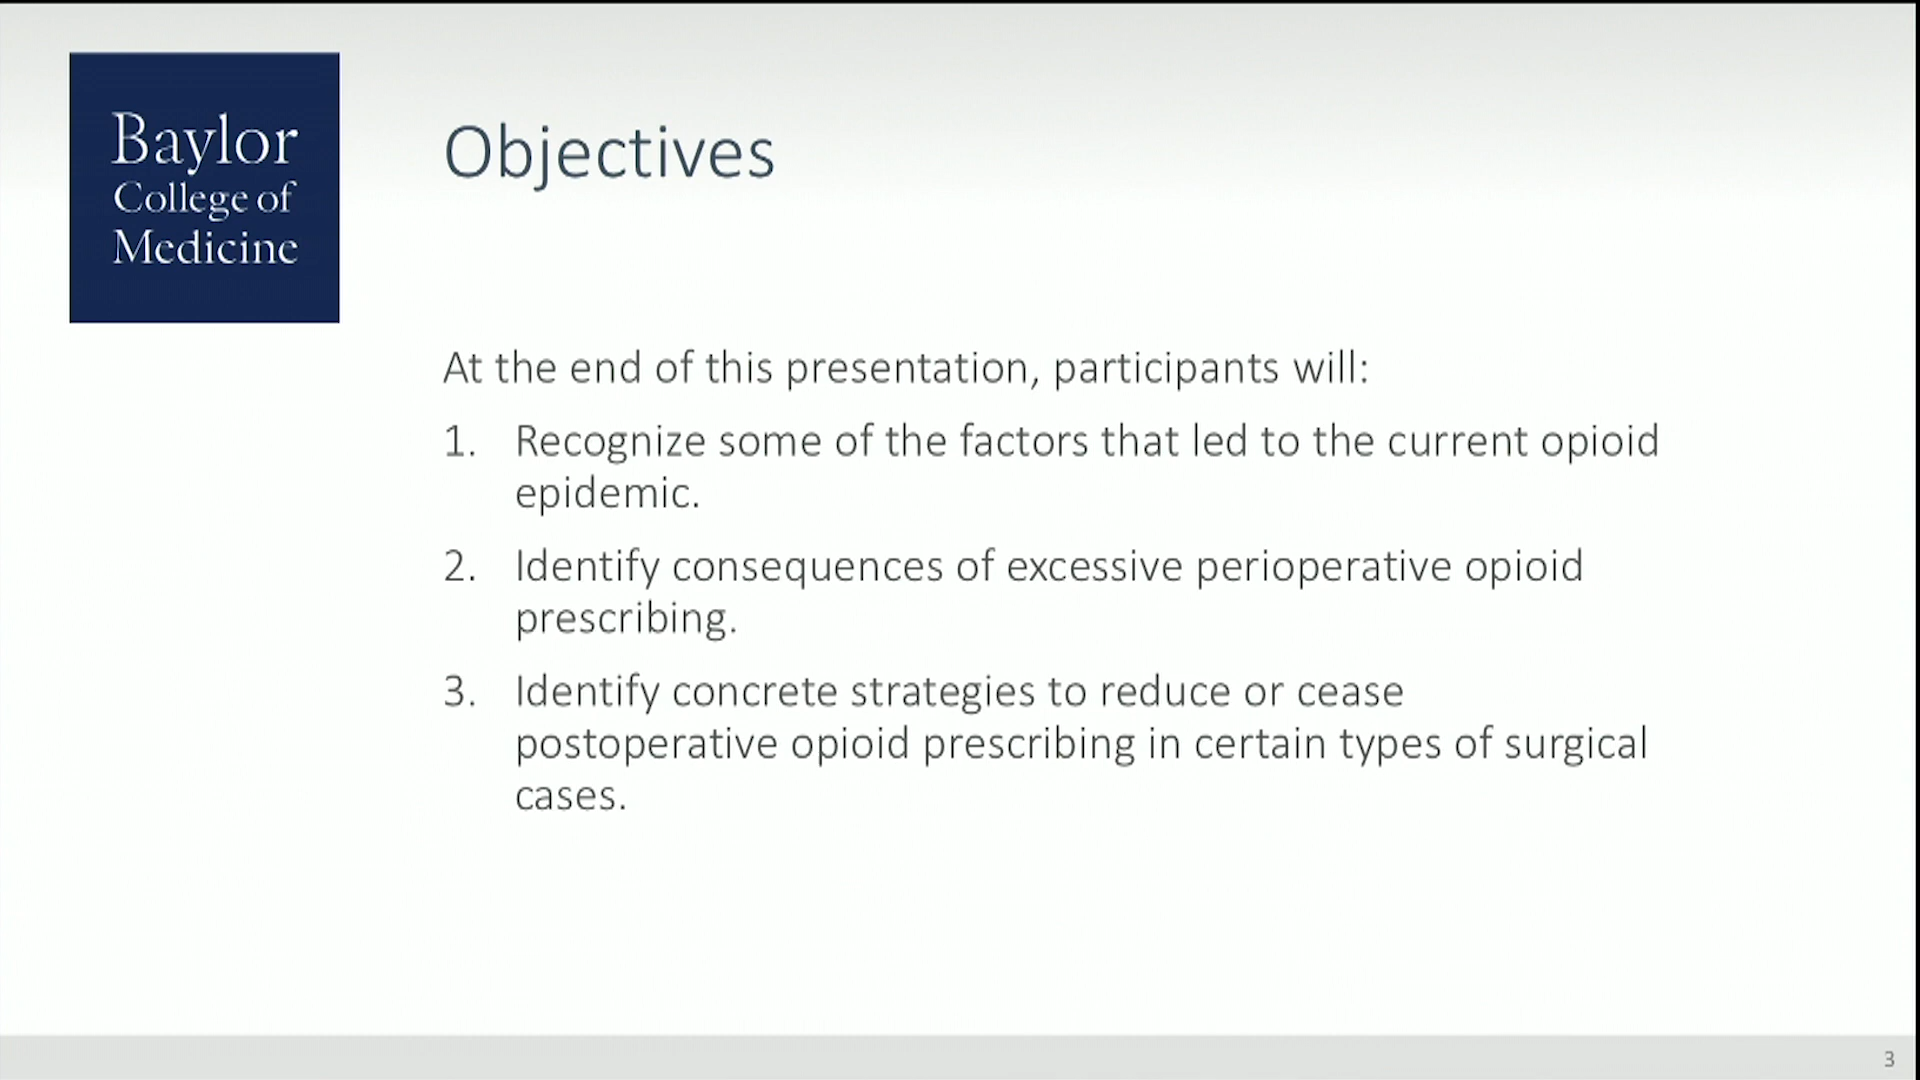 Baylor
College of
Medicine
Objectives
At the end of this presentation, participants will:
1. Recognize some of the factors that led to the current opioid
epidemic.
2. Identify consequences of excessive perioperative opioid
prescribing.
3. Identify concrete strategies to reduce or cease
postoperative opioid prescribing in certain types of surgical
cases.
3